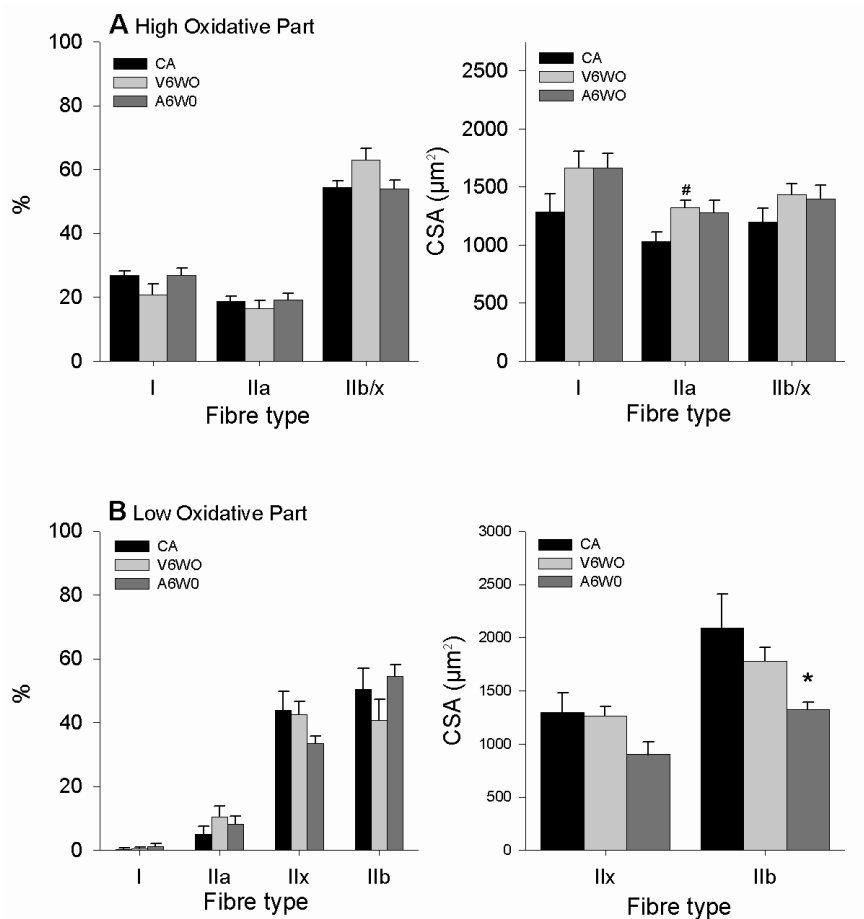 A High Oxidative Part
100
80
60
40
20
0
%
CA
V6WO
A6W0
I
IIa
IIb/x
Fibre type
2500
2000
1500
1000
500
0
CSA (µm²)
CA
V6WO
A6WO
#
I
IIa
IIb/x
Fibre type
B Low Oxidative Part
100
80
60
40
20
0
%
CA
V6WO
A6W0
I
IIa
IIx
IIb
Fibre type
3000
2500
2000
1500
1000
500
0
CSA (µm²)
CA
V6WO
A6W0
*
IIx
IIb
Fibre type